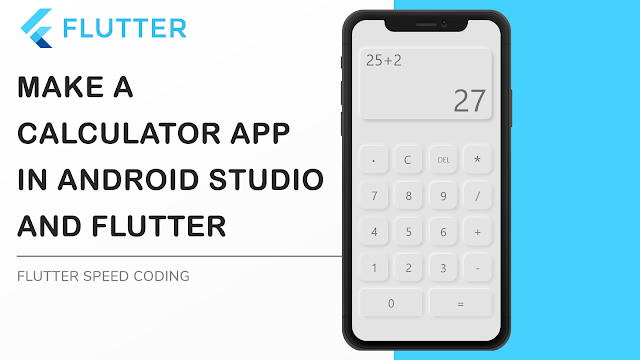 FLUTTER
MAKE A
CALCULATOR APP
IN ANDROID STUDIO
AND FLUTTER
FLUTTER SPEED CODING
25+2
27
. C DEL *
7 8 9 /
4 5 6 +
1 2 3 -
0 =